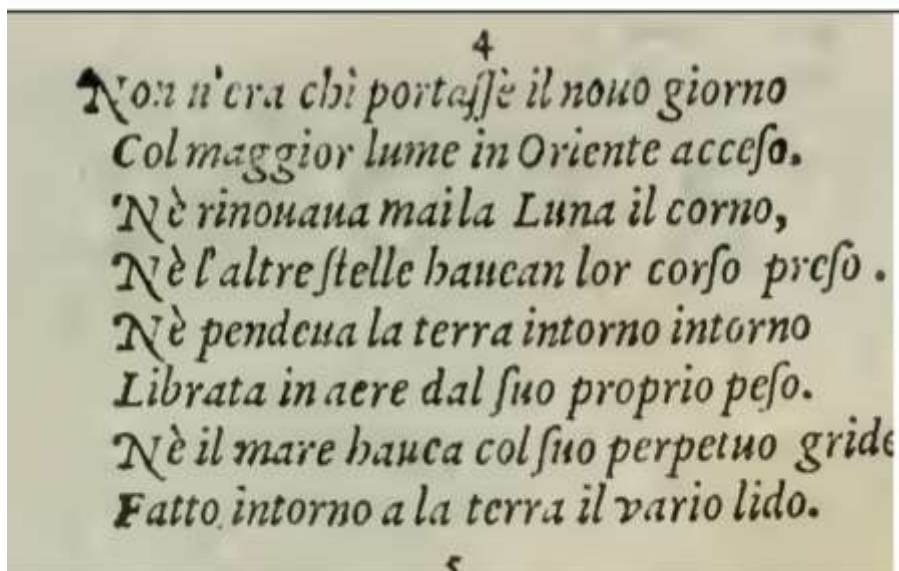 4
Non n'era chi portaſſe il nouo giorno
Col maggior lume in Oriente acceſo.
Nè rinouaua mai la Luna il corno,
Nè l'altre ſtelle hauean lor corſo preſo.
Nè pendeua la terra intorno intorno
Librata in aere dal ſuo proprio peſo.
Nè il mare hauea col ſuo perpetuo gride
Fatto intorno a la terra il vario lido.
5